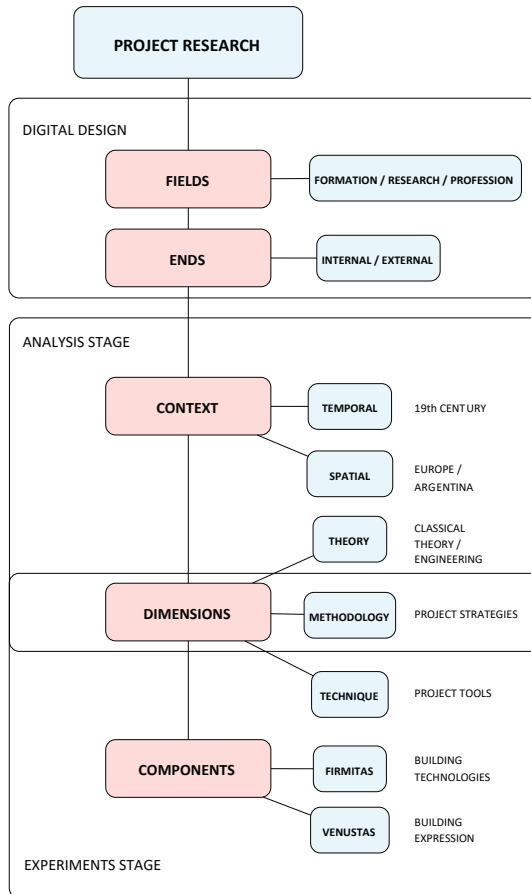 PROJECT RESEARCH
DIGITAL DESIGN
FIELDS
FORMATION / RESEARCH / PROFESSION
ENDS
INTERNAL / EXTERNAL
ANALYSIS STAGE
CONTEXT
TEMPORAL
19th CENTURY
SPATIAL
EUROPE /
ARGENTINA
THEORY
CLASSICAL
THEORY /
ENGINEERING
DIMENSIONS
METHODOLOGY
PROJECT STRATEGIES
TECHNIQUE
PROJECT TOOLS
COMPONENTS
FIRMITAS
BUILDING
TECHNOLOGIES
VENUSTAS
BUILDING
EXPRESSION
EXPERIMENTS STAGE